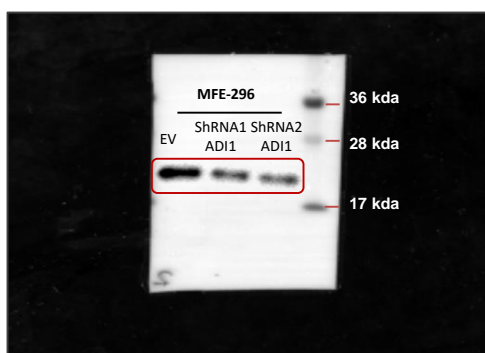 MFE-296
EV
ShRNA1 ShRNA2
ADI1 ADI1
36 kda
28 kda
17 kda